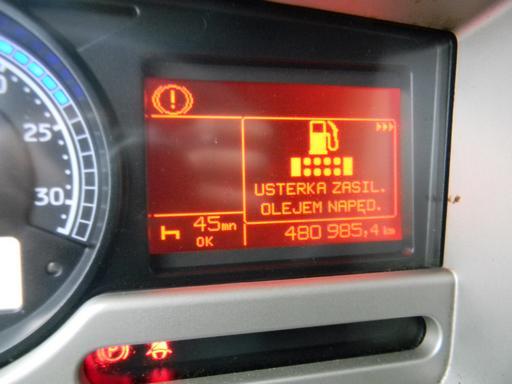 25
30
USTERKA ZASIL.
OLEJEM NAPĘD.
45mn
OK
480 985,4 km
P